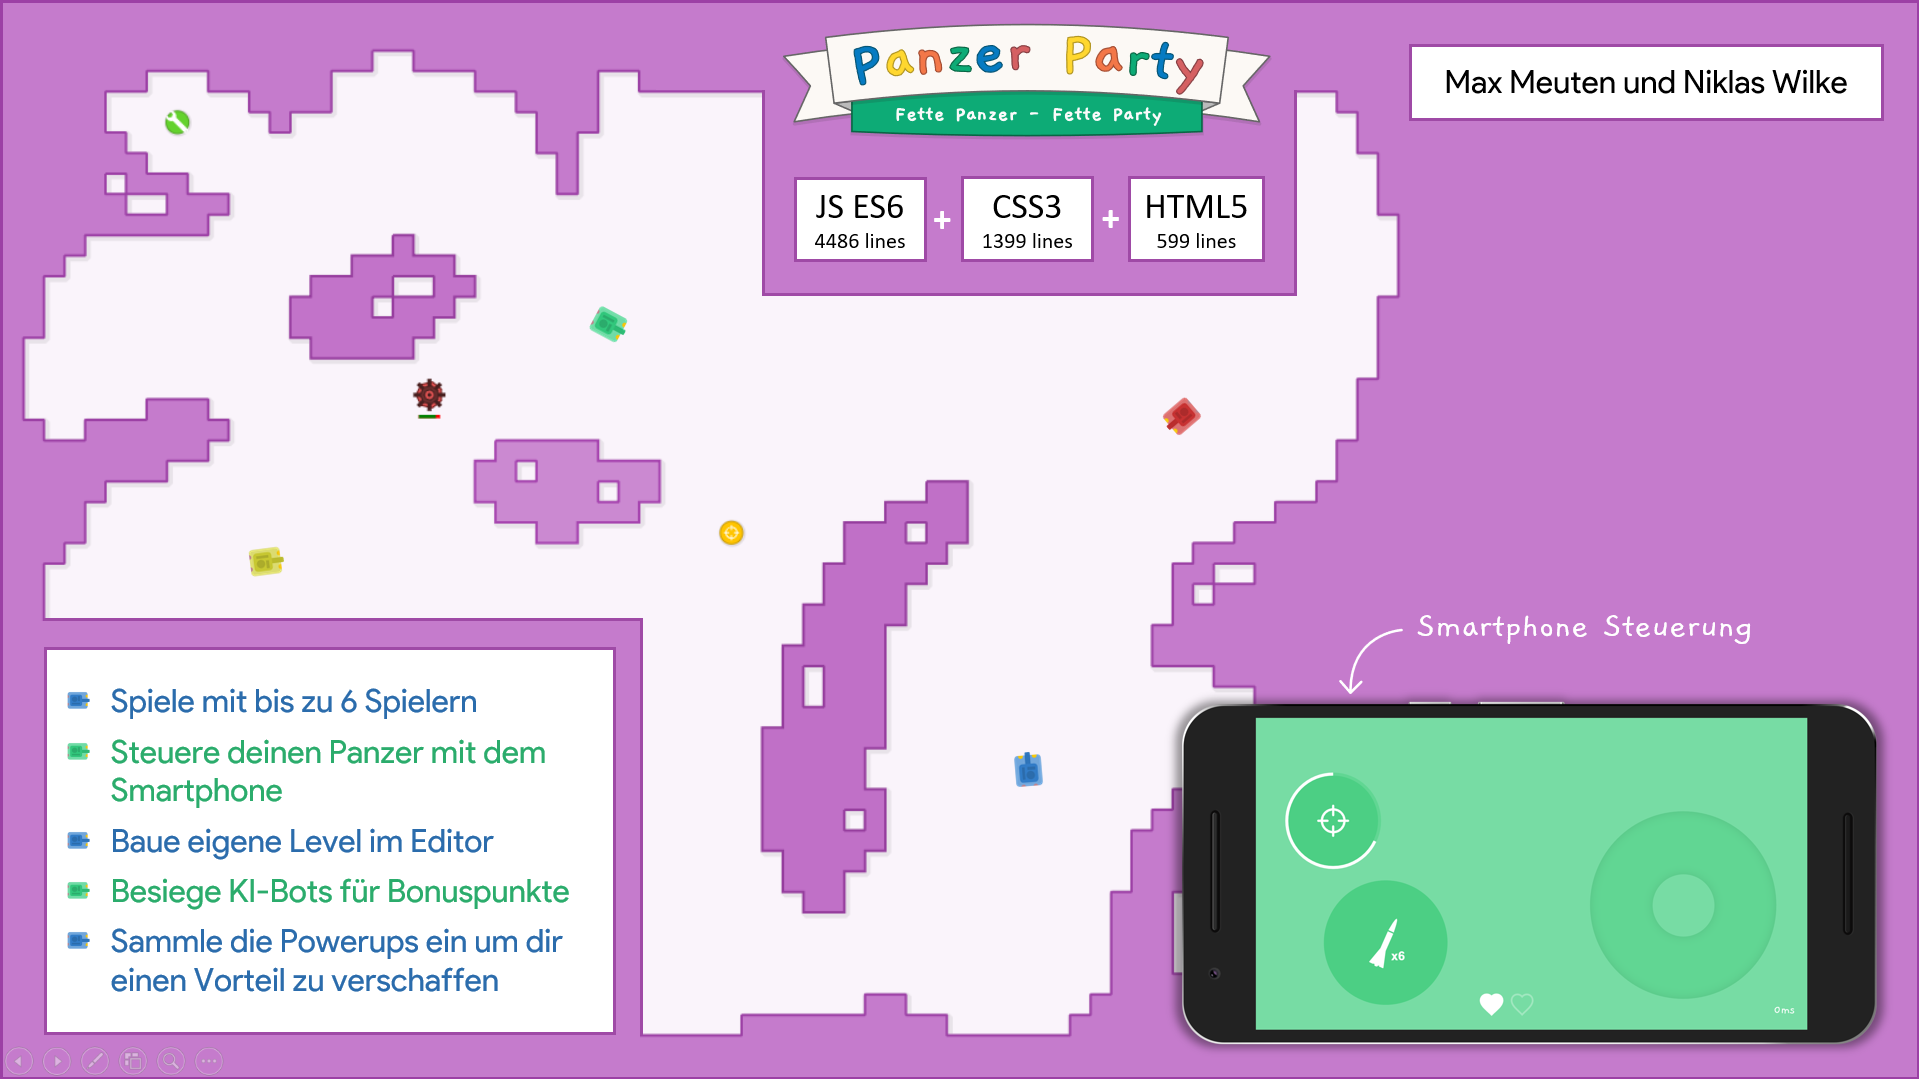 Panzer Party
Fette Panzer - Fette Party
Max Meuten und Niklas Wilke
JS ES6
4486 lines
+
CSS3
1399 lines
+
HTML5
599 lines
Spiele mit bis zu 6 Spielern
Steuere deinen Panzer mit dem
Smartphone
Baue eigene Level im Editor
Besiege KI-Bots für Bonuspunkte
Sammle die Powerups ein um dir
einen Vorteil zu verschaffen
Smartphone Steuerung
x6
0ms